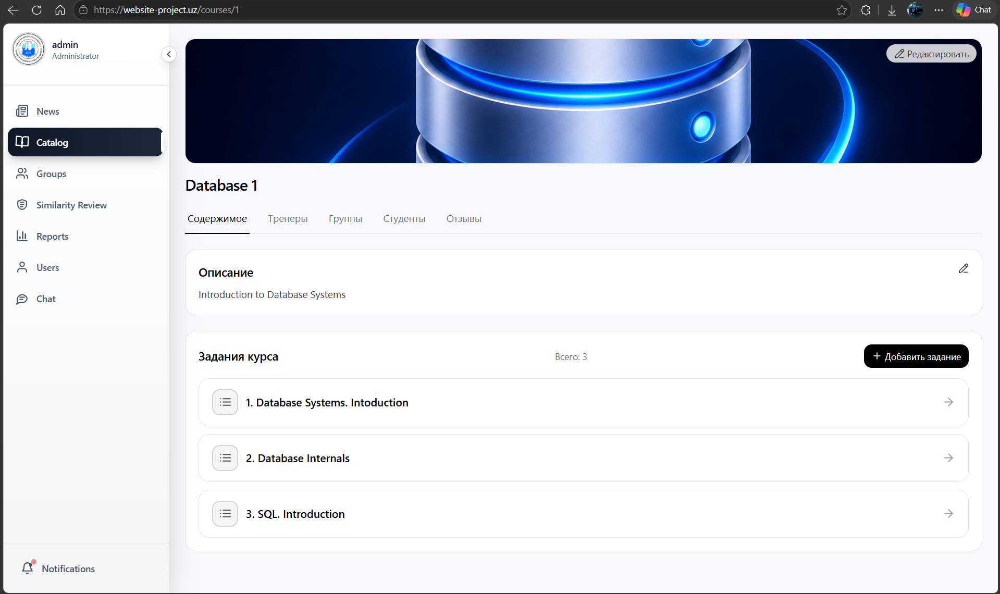 https://website-project.uz/courses/1
Chat
admin
Administrator
Редактировать
News
Catalog
Groups
Similarity Review
Reports
Users
Chat
Notifications
Database 1
Содержимое Тренеры Группы Студенты Отзывы
Описание
Introduction to Database Systems
Задания курса Всего: 3 + Добавить задание
1. Database Systems. Intoduction
2. Database Internals
3. SQL. Introduction